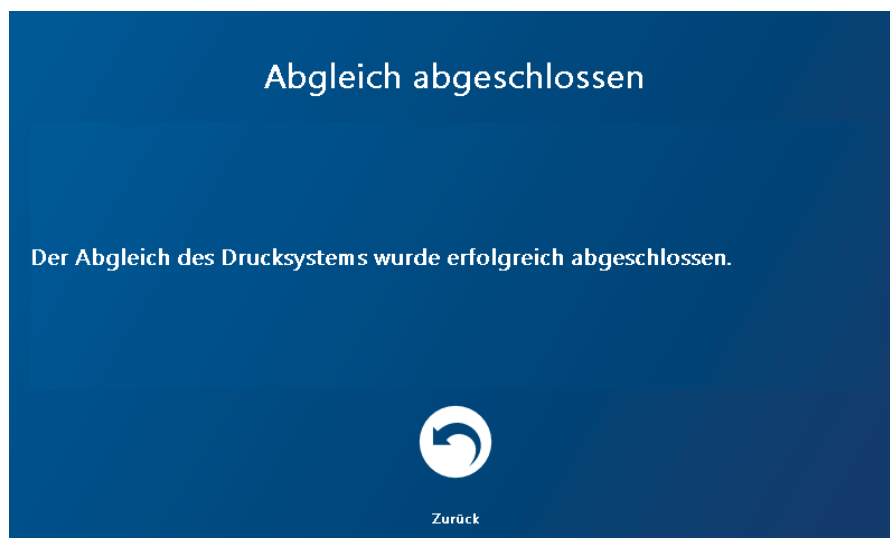 Abgleich abgeschlossen
Der Abgleich des Drucksystems wurde erfolgreich abgeschlossen.
Zurück